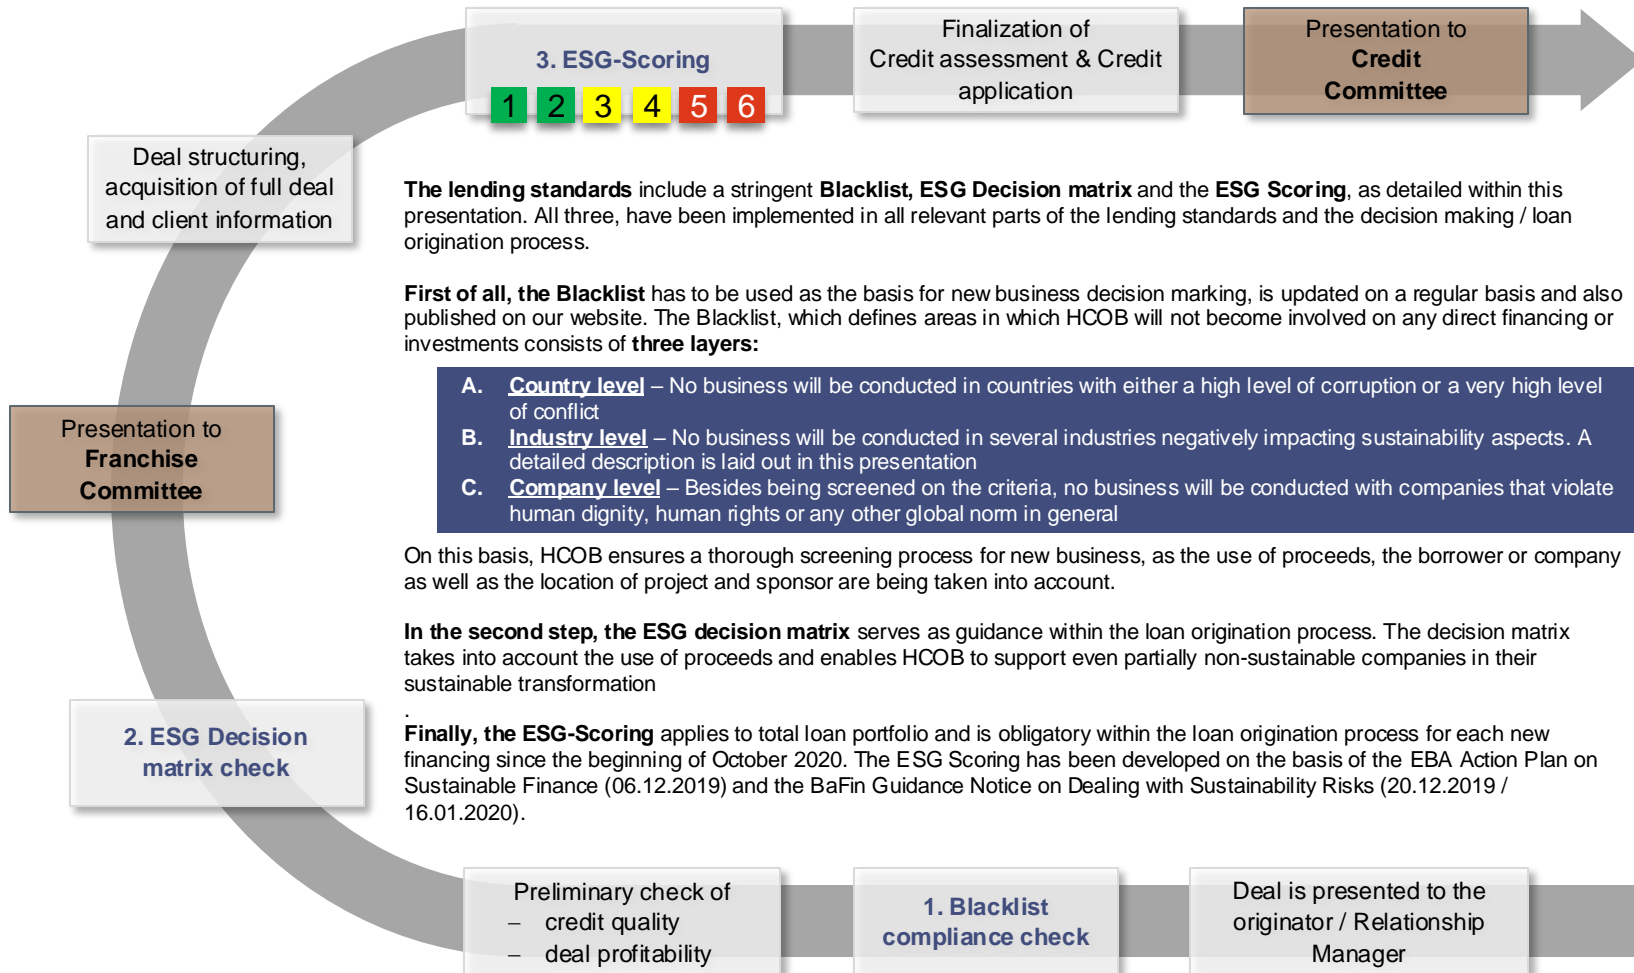 3. ESG-Scoring
1 2 3 4 5 6
Finalization of
Credit assessment & Credit
application
Presentation to
Credit
Committee
Deal structuring,
acquisition of full deal
and client information
The lending standards include a stringent Blacklist, ESG Decision matrix and the ESG Scoring, as detailed within this
presentation. All three, have been implemented in all relevant parts of the lending standards and the decision making / loan
origination process.
First of all, the Blacklist has to be used as the basis for new business decision marking, is updated on a regular basis and also
published on our website. The Blacklist, which defines areas in which HCOB will not become involved on any direct financing or
investments consists of three layers:
A. Country level – No business will be conducted in countries with either a high level of corruption or a very high level
of conflict
B. Industry level – No business will be conducted in several industries negatively impacting sustainability aspects. A
detailed description is laid out in this presentation
C. Company level – Besides being screened on the criteria, no business will be conducted with companies that violate
human dignity, human rights or any other global norm in general
Presentation to
Franchise
Committee
On this basis, HCOB ensures a thorough screening process for new business, as the use of proceeds, the borrower or company
as well as the location of project and sponsor are being taken into account.
In the second step, the ESG decision matrix serves as guidance within the loan origination process. The decision matrix
takes into account the use of proceeds and enables HCOB to support even partially non-sustainable companies in their
sustainable transformation
.
Finally, the ESG-Scoring applies to total loan portfolio and is obligatory within the loan origination process for each new
financing since the beginning of October 2020. The ESG Scoring has been developed on the basis of the EBA Action Plan on
Sustainable Finance (06.12.2019) and the BaFin Guidance Notice on Dealing with Sustainability Risks (20.12.2019 /
16.01.2020).
2. ESG Decision
matrix check
Preliminary check of
– credit quality
– deal profitability
1. Blacklist
compliance check
Deal is presented to the
originator / Relationship
Manager